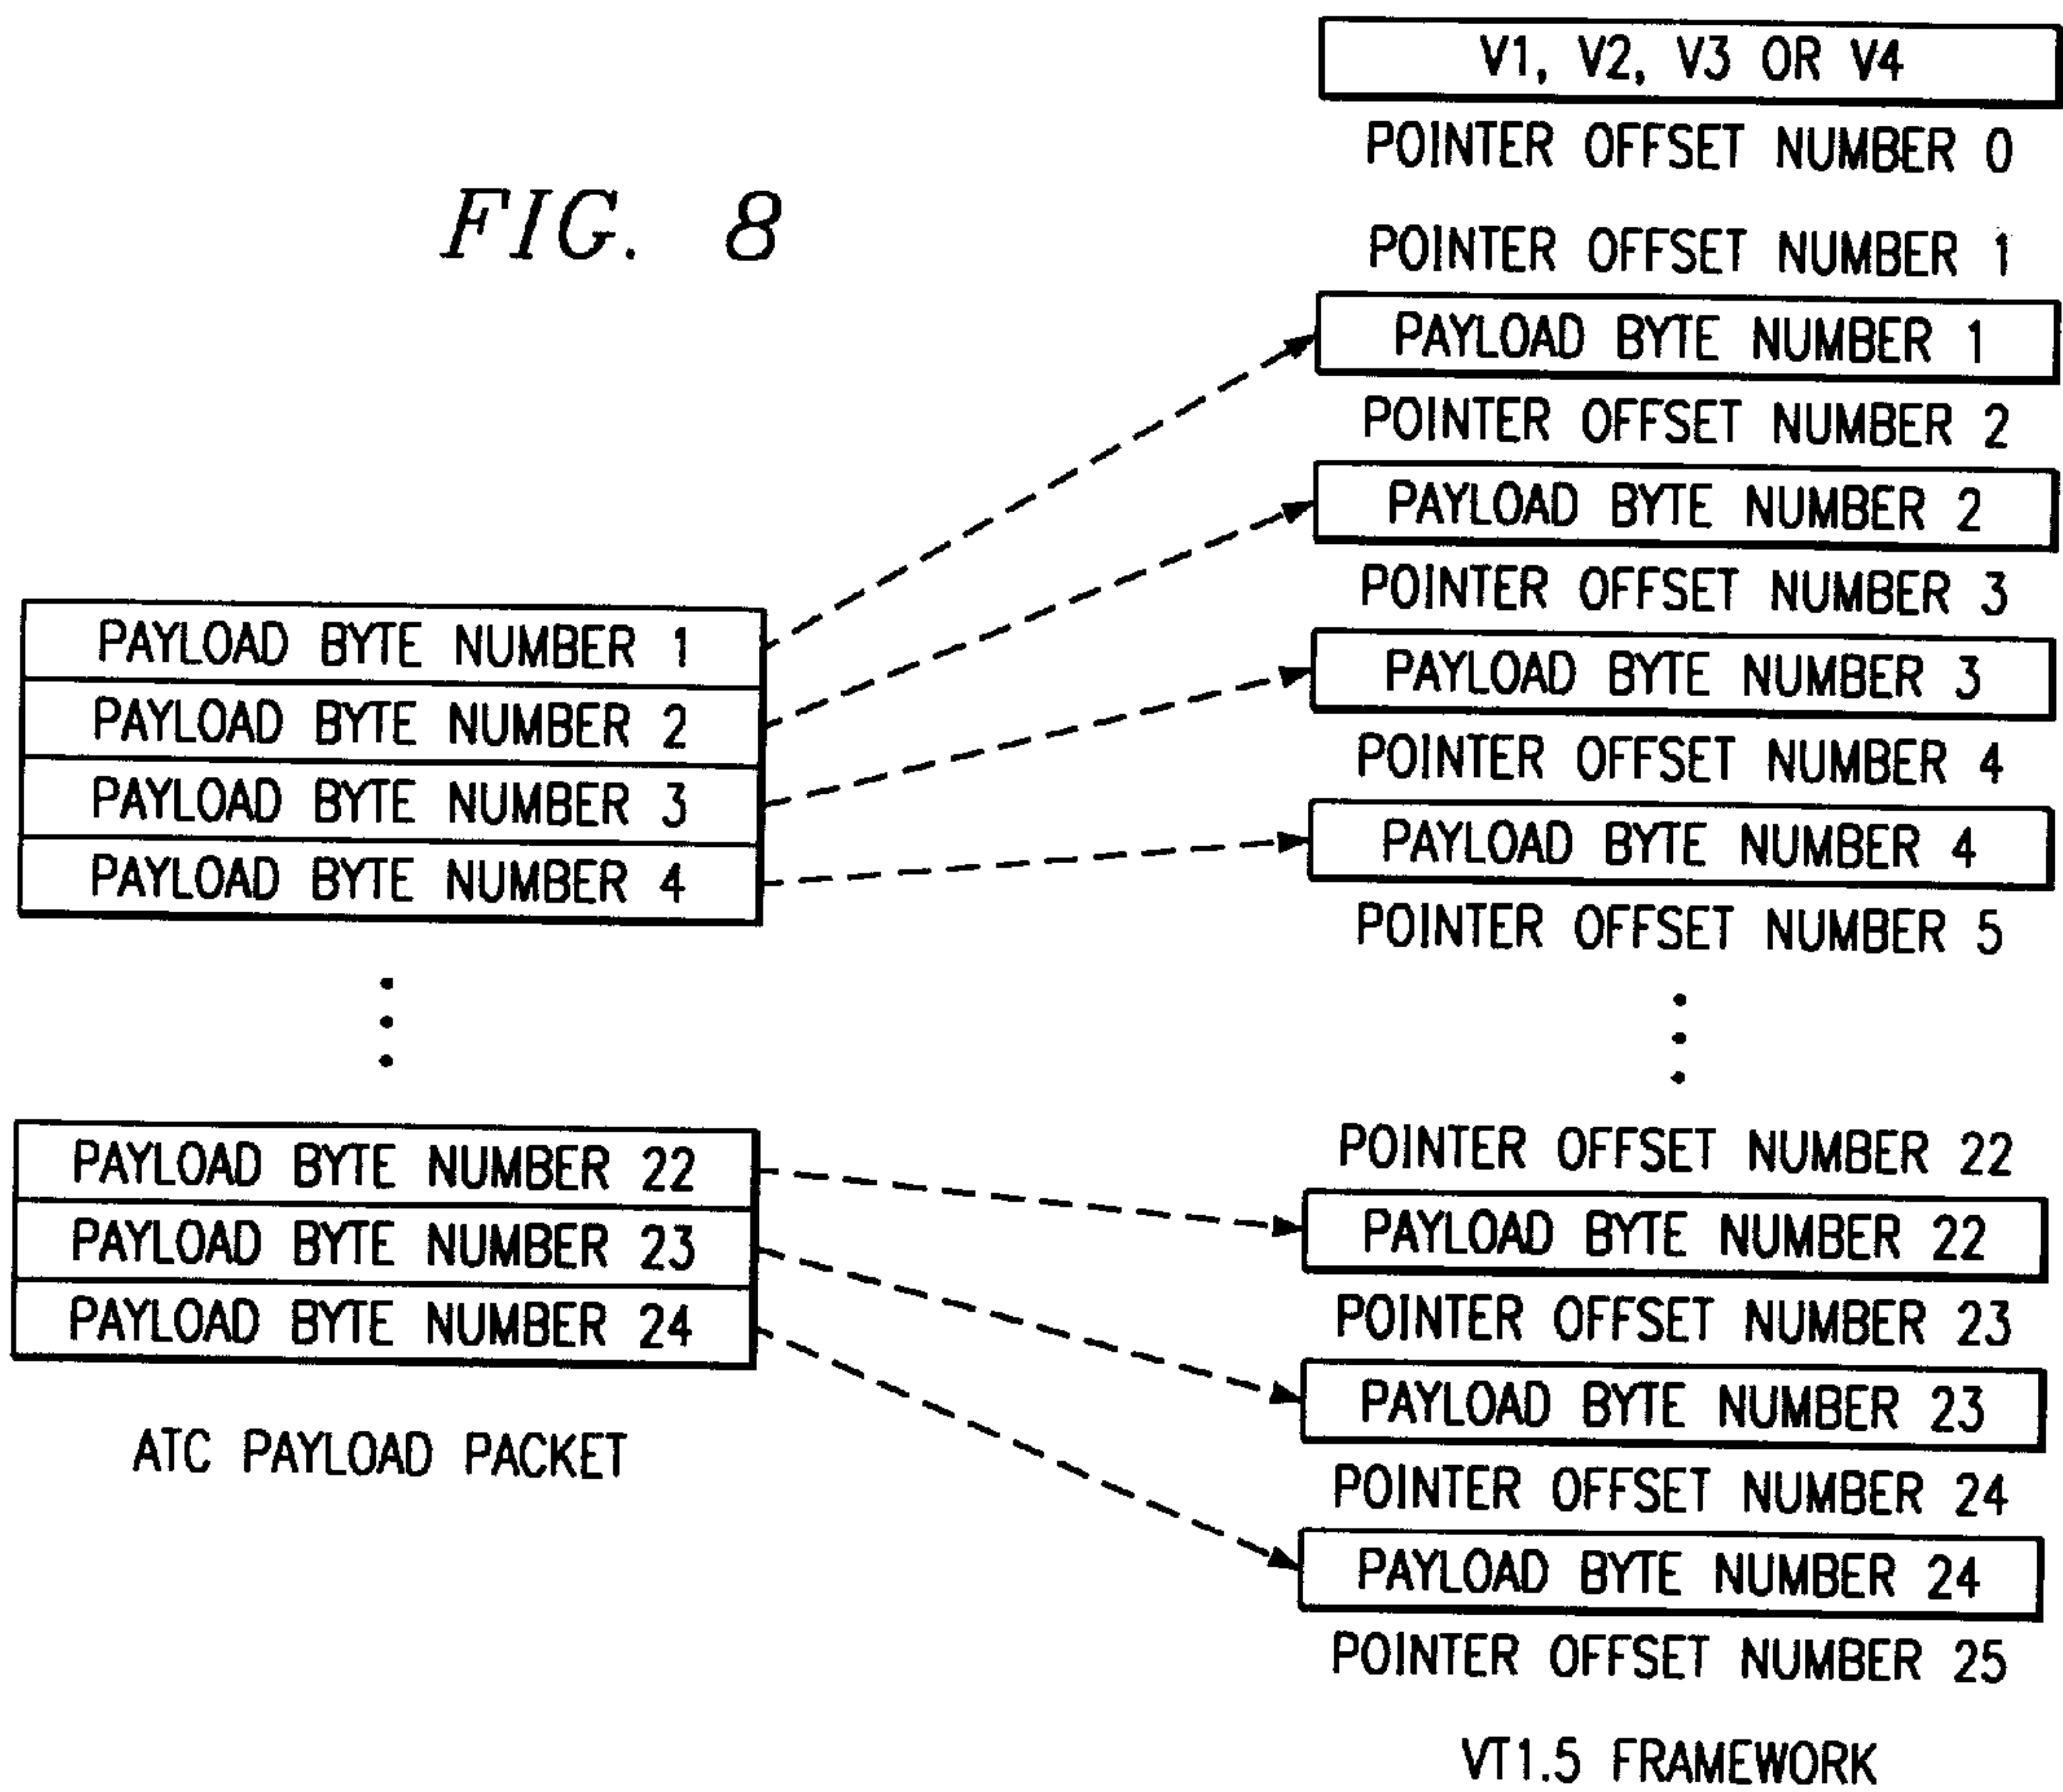 FIG. 8
PAYLOAD BYTE NUMBER 1
PAYLOAD BYTE NUMBER 2
PAYLOAD BYTE NUMBER 3
PAYLOAD BYTE NUMBER 4
PAYLOAD BYTE NUMBER 22
PAYLOAD BYTE NUMBER 23
PAYLOAD BYTE NUMBER 24
ATC PAYLOAD PACKET
V1, V2, V3 OR V4
POINTER OFFSET NUMBER 0
POINTER OFFSET NUMBER 1
PAYLOAD BYTE NUMBER 1
POINTER OFFSET NUMBER 2
PAYLOAD BYTE NUMBER 2
POINTER OFFSET NUMBER 3
PAYLOAD BYTE NUMBER 3
POINTER OFFSET NUMBER 4
PAYLOAD BYTE NUMBER 4
POINTER OFFSET NUMBER 5
POINTER OFFSET NUMBER 22
PAYLOAD BYTE NUMBER 22
POINTER OFFSET NUMBER 23
PAYLOAD BYTE NUMBER 23
POINTER OFFSET NUMBER 24
PAYLOAD BYTE NUMBER 24
POINTER OFFSET NUMBER 25
VT1.5 FRAMEWORK